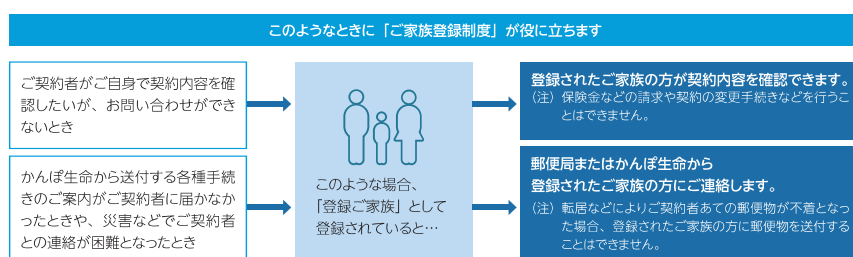 このようなときに「ご家族登録制度」が役に立ちます
ご契約者がご自身で契約内容を確
認したいが、お問い合わせができ
ないとき
かんぽ生命から送付する各種手続
きのご案内がご契約者に届かなか
ったときや、災害などでご契約者
との連絡が困難となったとき
このような場合、
「登録ご家族」として
登録されていると…
登録されたご家族の方が契約内容を確認できます。
（注）保険金などの請求や契約の変更手続きなどを行うこ
とはできません。
郵便局またはかんぽ生命から
登録されたご家族の方にご連絡します。
（注）転居などによりご契約者あての郵便物が不着となっ
た場合、登録されたご家族の方に郵便物を送付する
ことはできません。